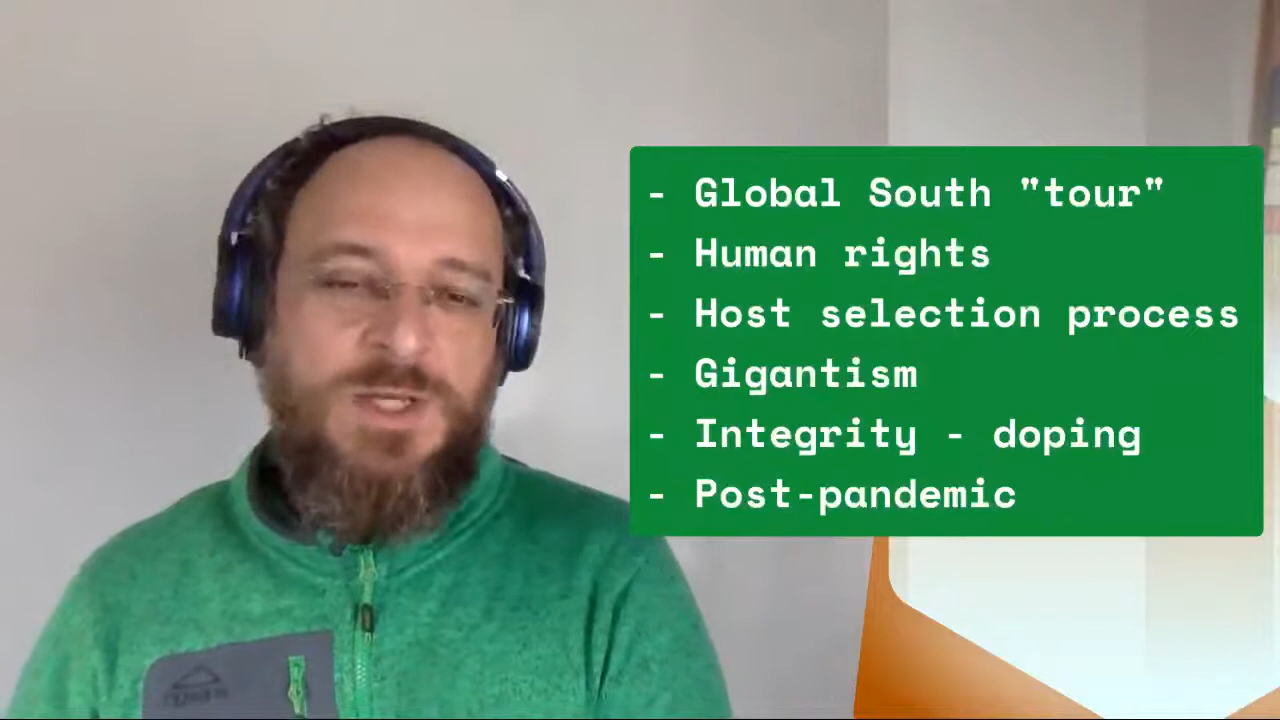 - Global South "tour"
- Human rights
- Host selection process
- Gigantism
- Integrity - doping
- Post-pandemic